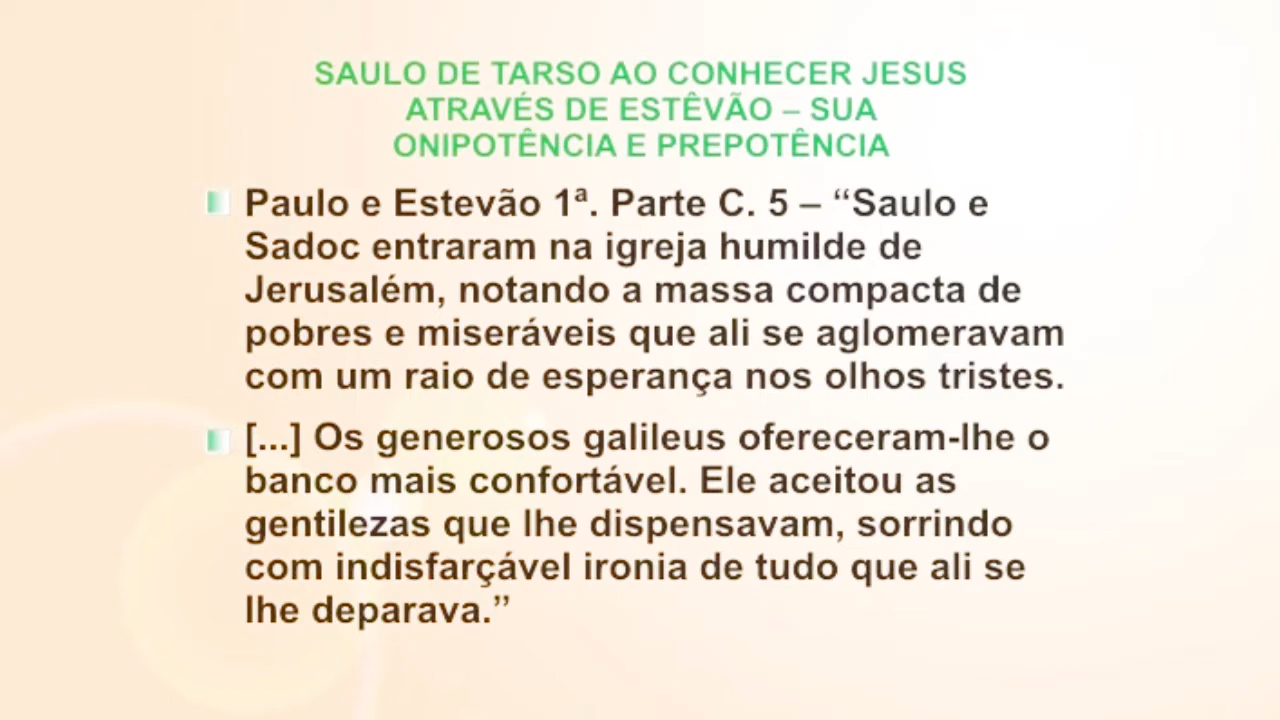 SAULO DE TARSO AO CONHECER JESUS
ATRAVÉS DE ESTÊVÃO – SUA
ONIPOTÊNCIA E PREPOTÊNCIA
Paulo e Estevão 1ª. Parte C. 5 – “Saulo e
Sadoc entraram na igreja humilde de
Jerusalém, notando a massa compacta de
pobres e miseráveis que ali se aglomeravam
com um raio de esperança nos olhos tristes.
[...] Os generosos galileus ofereceram-lhe o
banco mais confortável. Ele aceitou as
gentilezas que lhe dispensavam, sorrindo
com indisfarçável ironia de tudo que ali se
lhe deparava.”